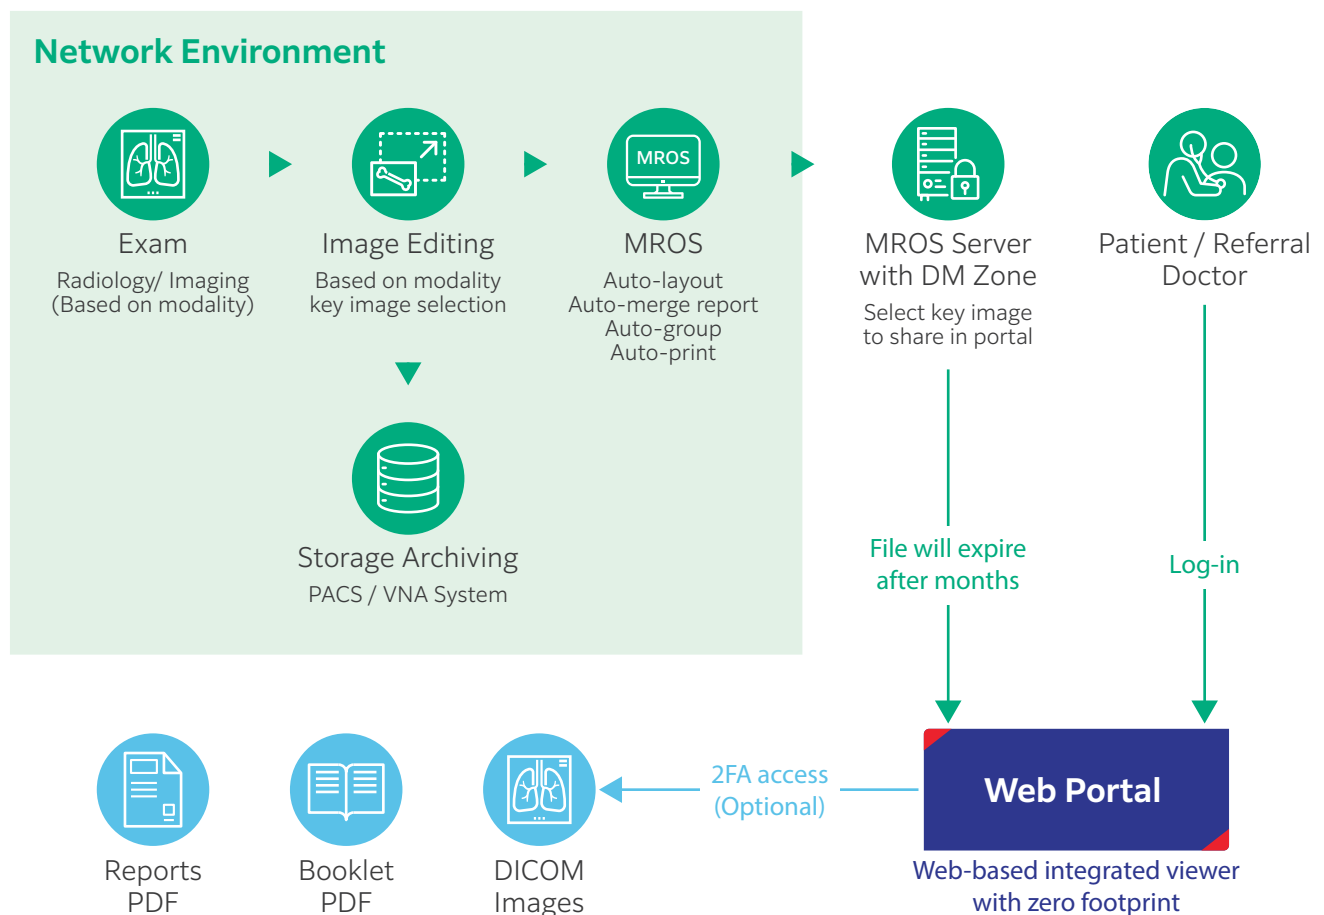 Network Environment
Exam
Radiology/ Imaging
(Based on modality)
Image Editing
Based on modality
key image selection
MROS
MROS
Auto-layout
Auto-merge report
Auto-group
Auto-print
MROS Server
with DM Zone
Select key image
to share in portal
Patient / Referral
Doctor
Storage Archiving
PACS / VNA System
File will expire
after months
Log-in
Web Portal
Web-based integrated viewer
with zero footprint
2FA access
(Optional)
DICOM
Images
Booklet
PDF
Reports
PDF